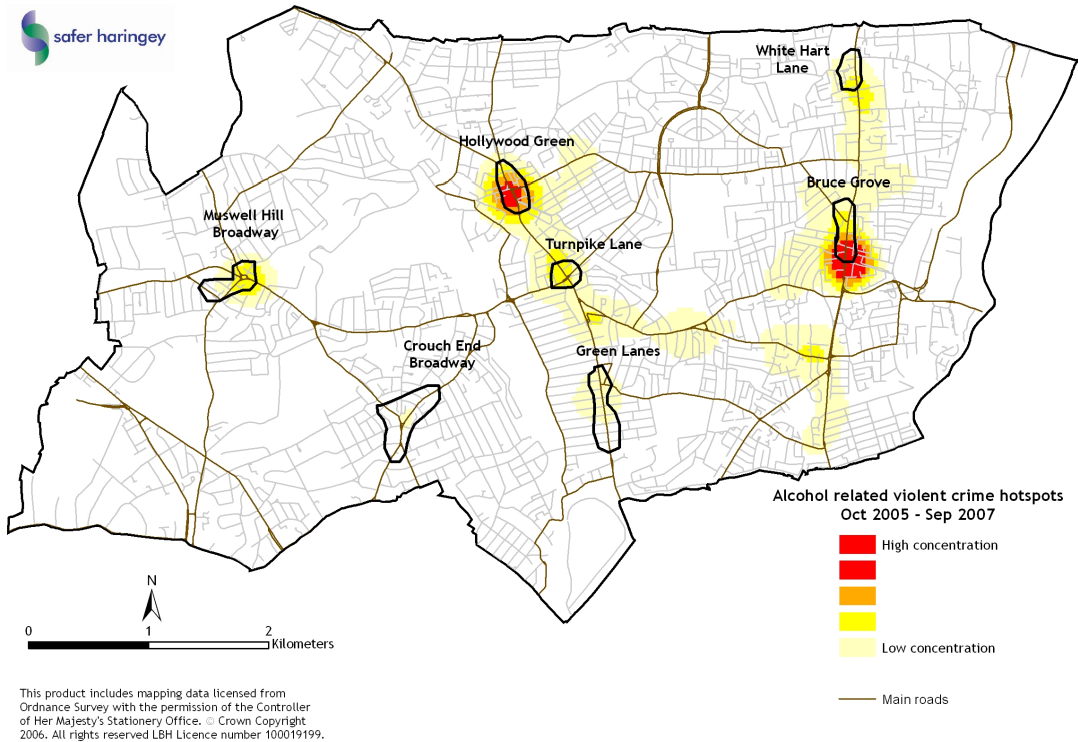 safer haringey
White Hart
Lane
Hollywood Green
Bruce Grove
Muswell Hill
Broadway
Turnpike Lane
Crouch End
Broadway
Green Lanes
Alcohol related violent crime hotspots
Oct 2005 - Sep 2007
High concentration
Low concentration
Main roads
N
0 1 2
Kilometers
This product includes mapping data licensed from
Ordnance Survey with the permission of the Controller
of Her Majesty's Stationery Office. © Crown Copyright
2006. All rights reserved LBH Licence number 100019199.